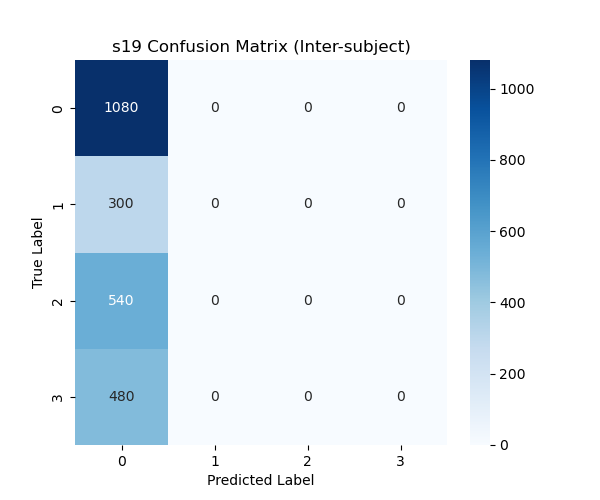 s19 Confusion Matrix (Inter-subject)
1080 0 0 0
300 0 0 0
540 0 0 0
480 0 0 0
0
1
2
3
True Label
0 1 2 3
Predicted Label
1000
800
600
400
200
0